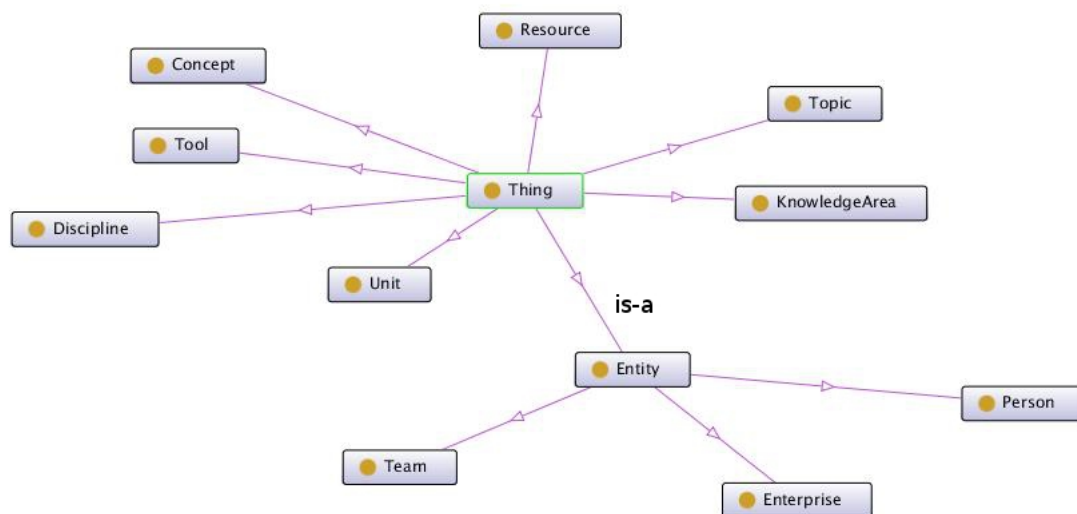 Resource
Concept
Topic
Tool
Thing
KnowledgeArea
Discipline
Unit
is-a
Entity
Person
Team
Enterprise